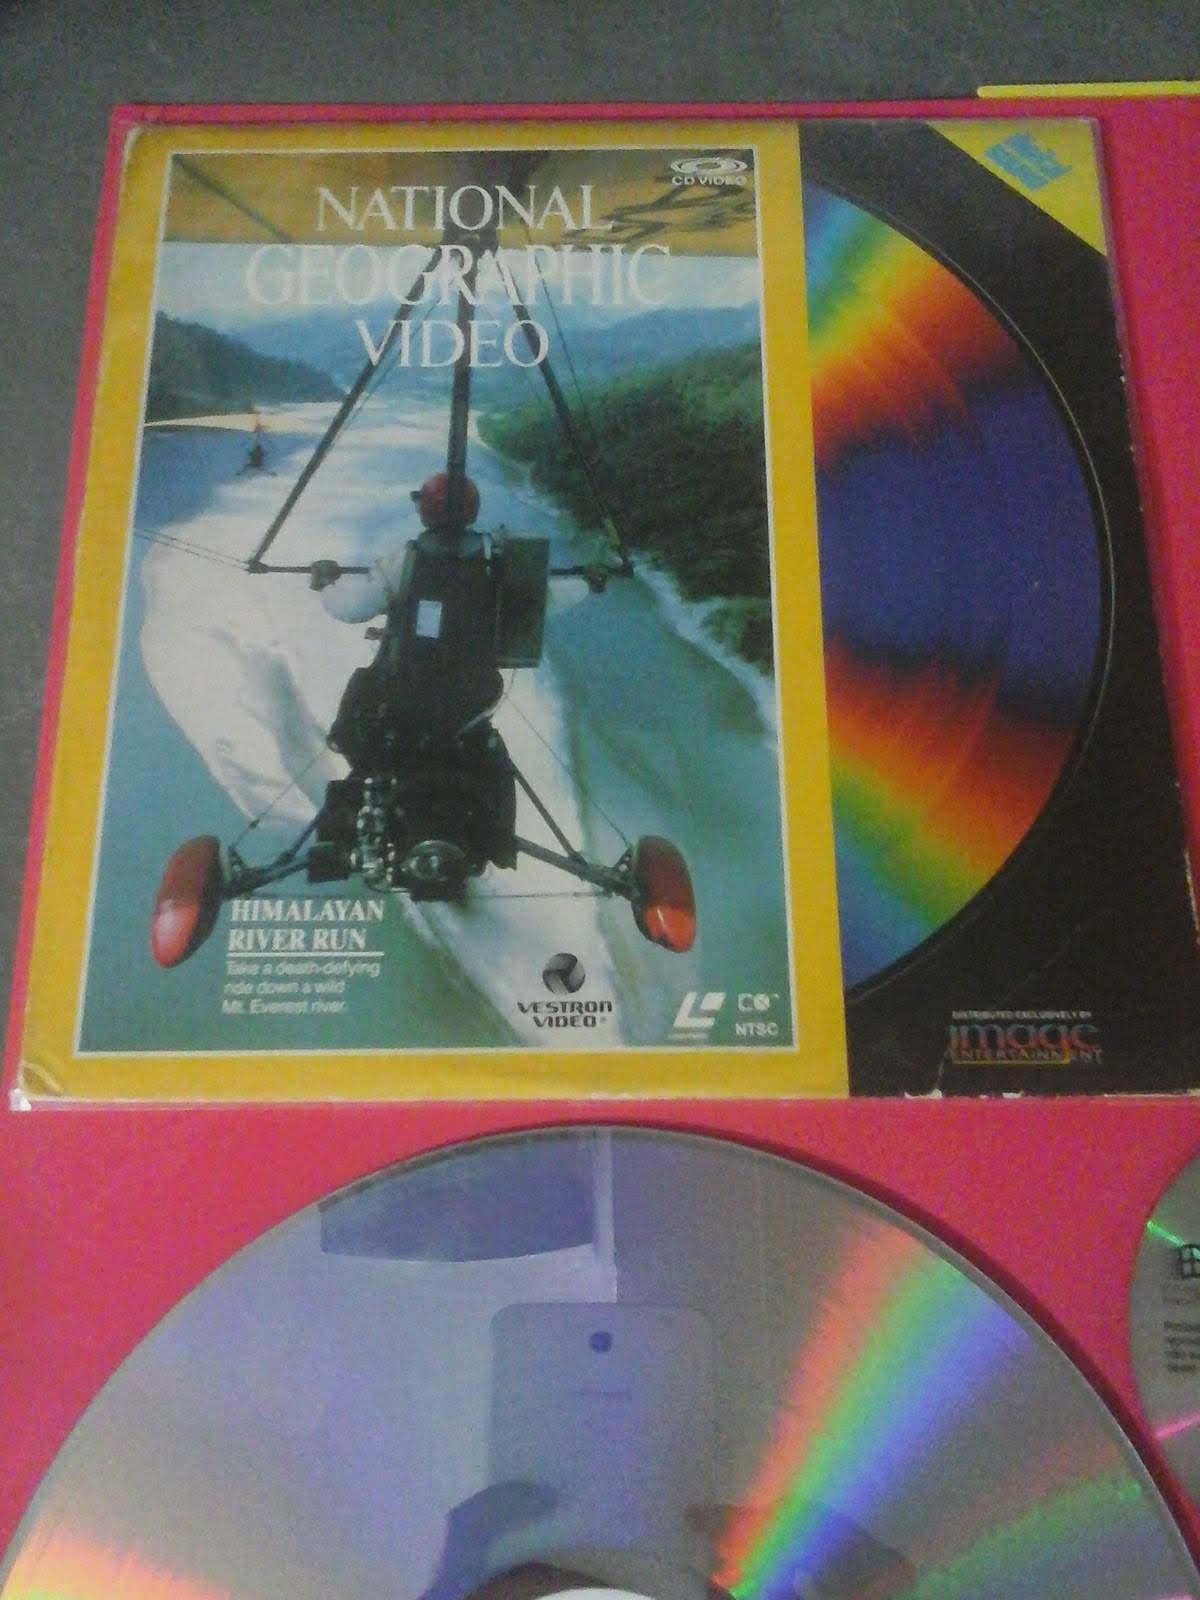 CD VIDEO
NATIONAL
GEOGRAPHIC
VIDEO
HIMALAYAN
RIVER RUN
Take a death-defying
ride down a wild
Mt. Everest river.
VESTRON
VIDEO®
NTSC
DISTRIBUTED EXCLUSIVELY BY
image
ENTERTAINMENT